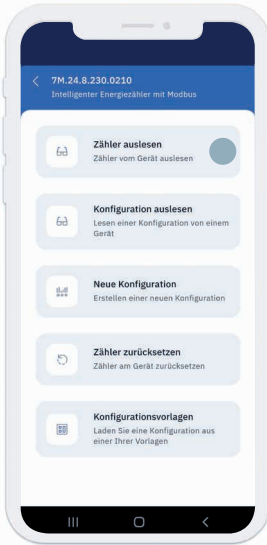 7M.24.8.230.0210
Intelligenter Energiezähler mit Modbus
Zähler auslesen
Zähler vom Gerät auslesen
Konfiguration auslesen
Lesen einer Konfiguration von einem
Gerät
Neue Konfiguration
Erstellen einer neuen Konfiguration
Zähler zurücksetzen
Zähler am Gerät zurücksetzen
Konfigurationsvorlagen
Laden Sie eine Konfiguration aus
einer Ihrer Vorlagen